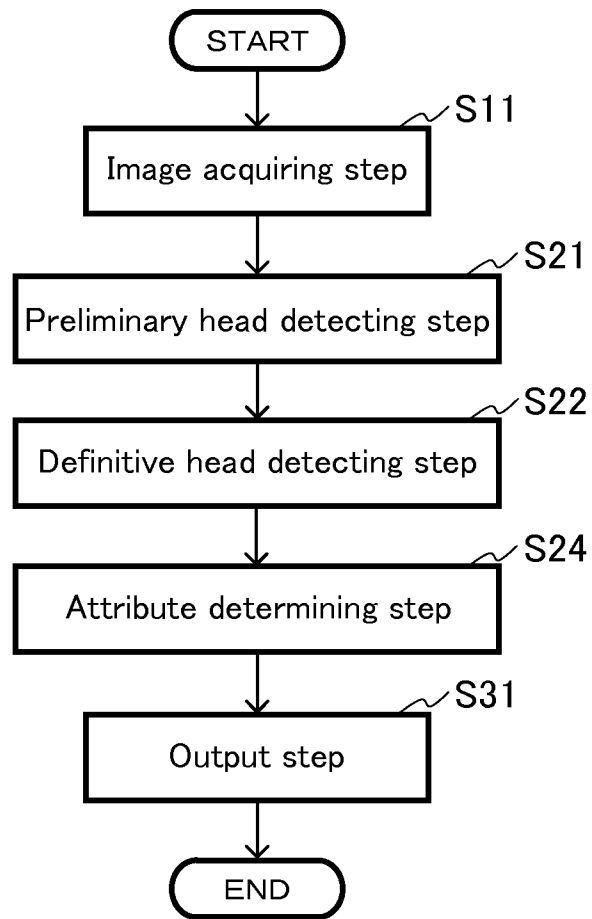 START
S11
Image acquiring step
S21
Preliminary head detecting step
S22
Definitive head detecting step
S24
Attribute determining step
S31
Output step
END